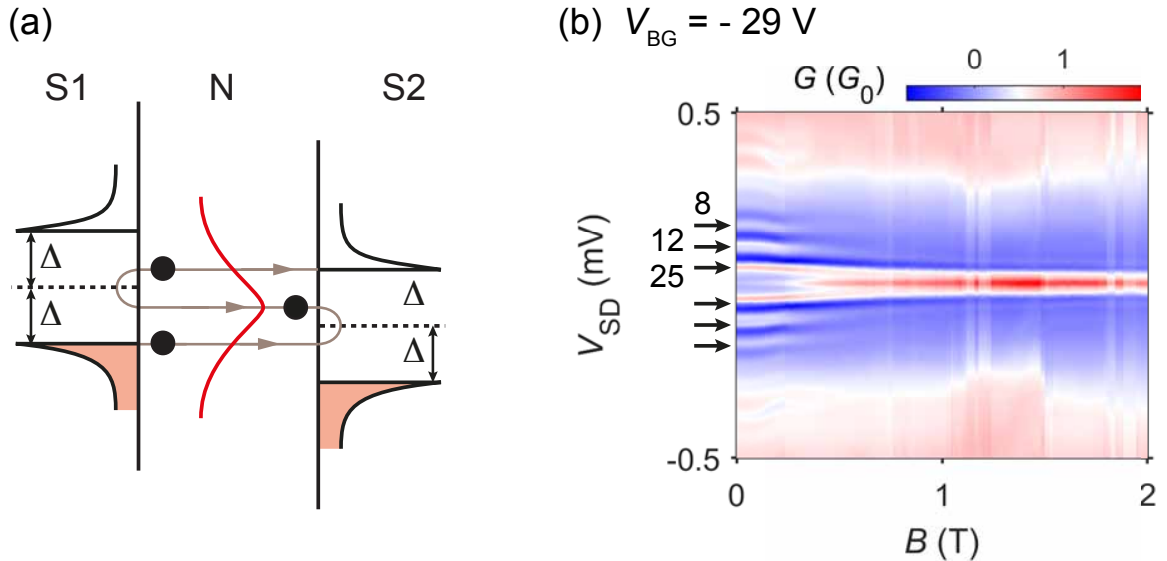 (a)
S1 N S2
Δ
Δ
Δ
Δ
(b) V_BG = - 29 V
G (G_0)
0 1
0.5
8
12
25
V_SD (mV)
-0.5
0 1 2
B (T)